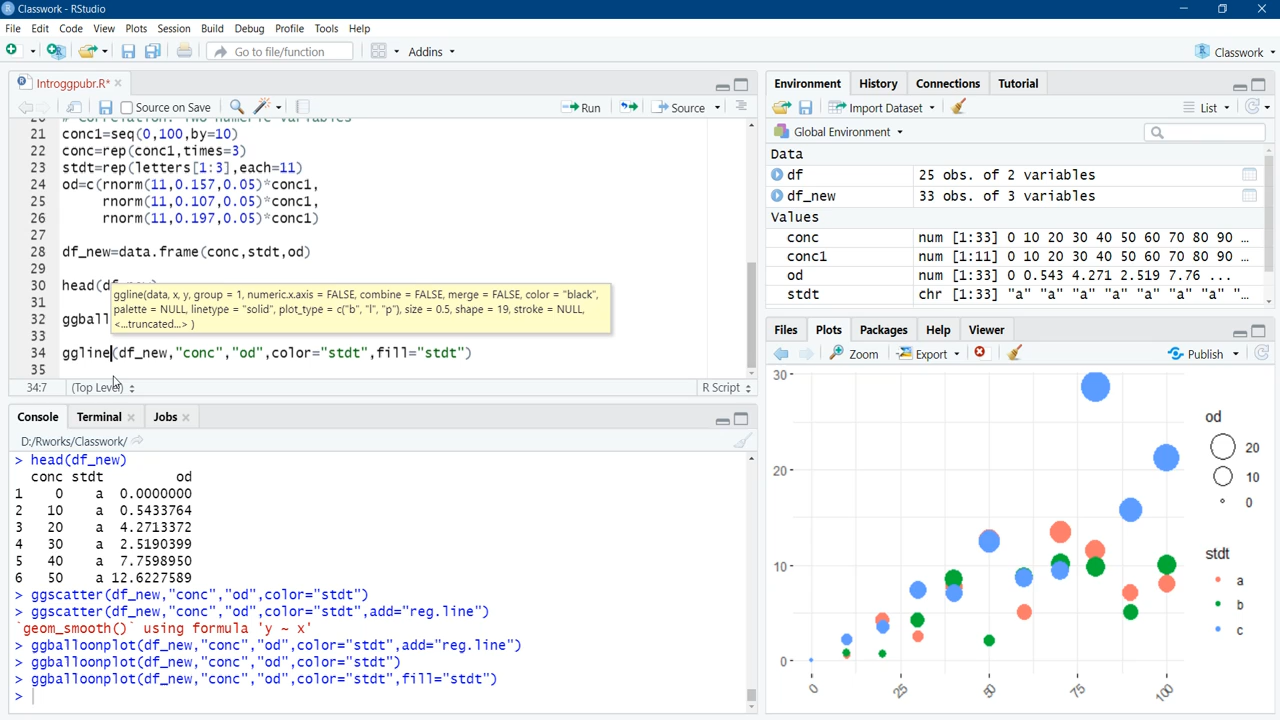 Classwork - RStudio
File Edit Code View Plots Session Build Debug Profile Tools Help
Go to file/function Addins Classwork
Introggpubr.R*
Source on Save Run Source
20 # Correlation: Two numeric variables
21 conc1=seq(0,100,by=10)
22 conc=rep(conc1,times=3)
23 stdt=rep(letters[1:3],each=11)
24 od=c(rnorm(11,0.157,0.05)*conc1,
25 rnorm(11,0.107,0.05)*conc1,
26 rnorm(11,0.197,0.05)*conc1)
27
28 df_new=data.frame(conc,stdt,od)
29
30 head(df_new)
31
32 ggball
33
34 ggline(df_new,"conc","od",color="stdt",fill="stdt")
35
ggline(data, x, y, group = 1, numeric.x.axis = FALSE, combine = FALSE, merge = FALSE, color = "black",
palette = NULL, linetype = "solid", plot_type = c("b", "l", "p"), size = 0.5, shape = 19, stroke = NULL,
<...truncated...> )
34:7 (Top Level) R Script
Console Terminal Jobs
D:/Rworks/Classwork/
> head(df_new)
conc stdt od
1 0 a 0.0000000
2 10 a 0.5433764
3 20 a 4.2713372
4 30 a 2.5190399
5 40 a 7.7598950
6 50 a 12.6227589
> ggscatter(df_new,"conc","od",color="stdt")
> ggscatter(df_new,"conc","od",color="stdt",add="reg.line")
`geom_smooth()` using formula 'y ~ x'
> ggballoonplot(df_new,"conc","od",color="stdt",add="reg.line")
> ggballoonplot(df_new,"conc","od",color="stdt")
> ggballoonplot(df_new,"conc","od",color="stdt",fill="stdt")
>
Environment History Connections Tutorial
Import Dataset List
Global Environment
Data
df 25 obs. of 2 variables
df_new 33 obs. of 3 variables
Values
conc num [1:33] 0 10 20 30 40 50 60 70 80 90 ...
conc1 num [1:11] 0 10 20 30 40 50 60 70 80 90 ...
od num [1:33] 0 0.543 4.271 2.519 7.76 ...
stdt chr [1:33] "a" "a" "a" "a" "a" "a" "a" ...
Files Plots Packages Help Viewer
Zoom Export Publish
30
20
10
0
0 25 50 75 100
od
20
10
0
stdt
a
b
c